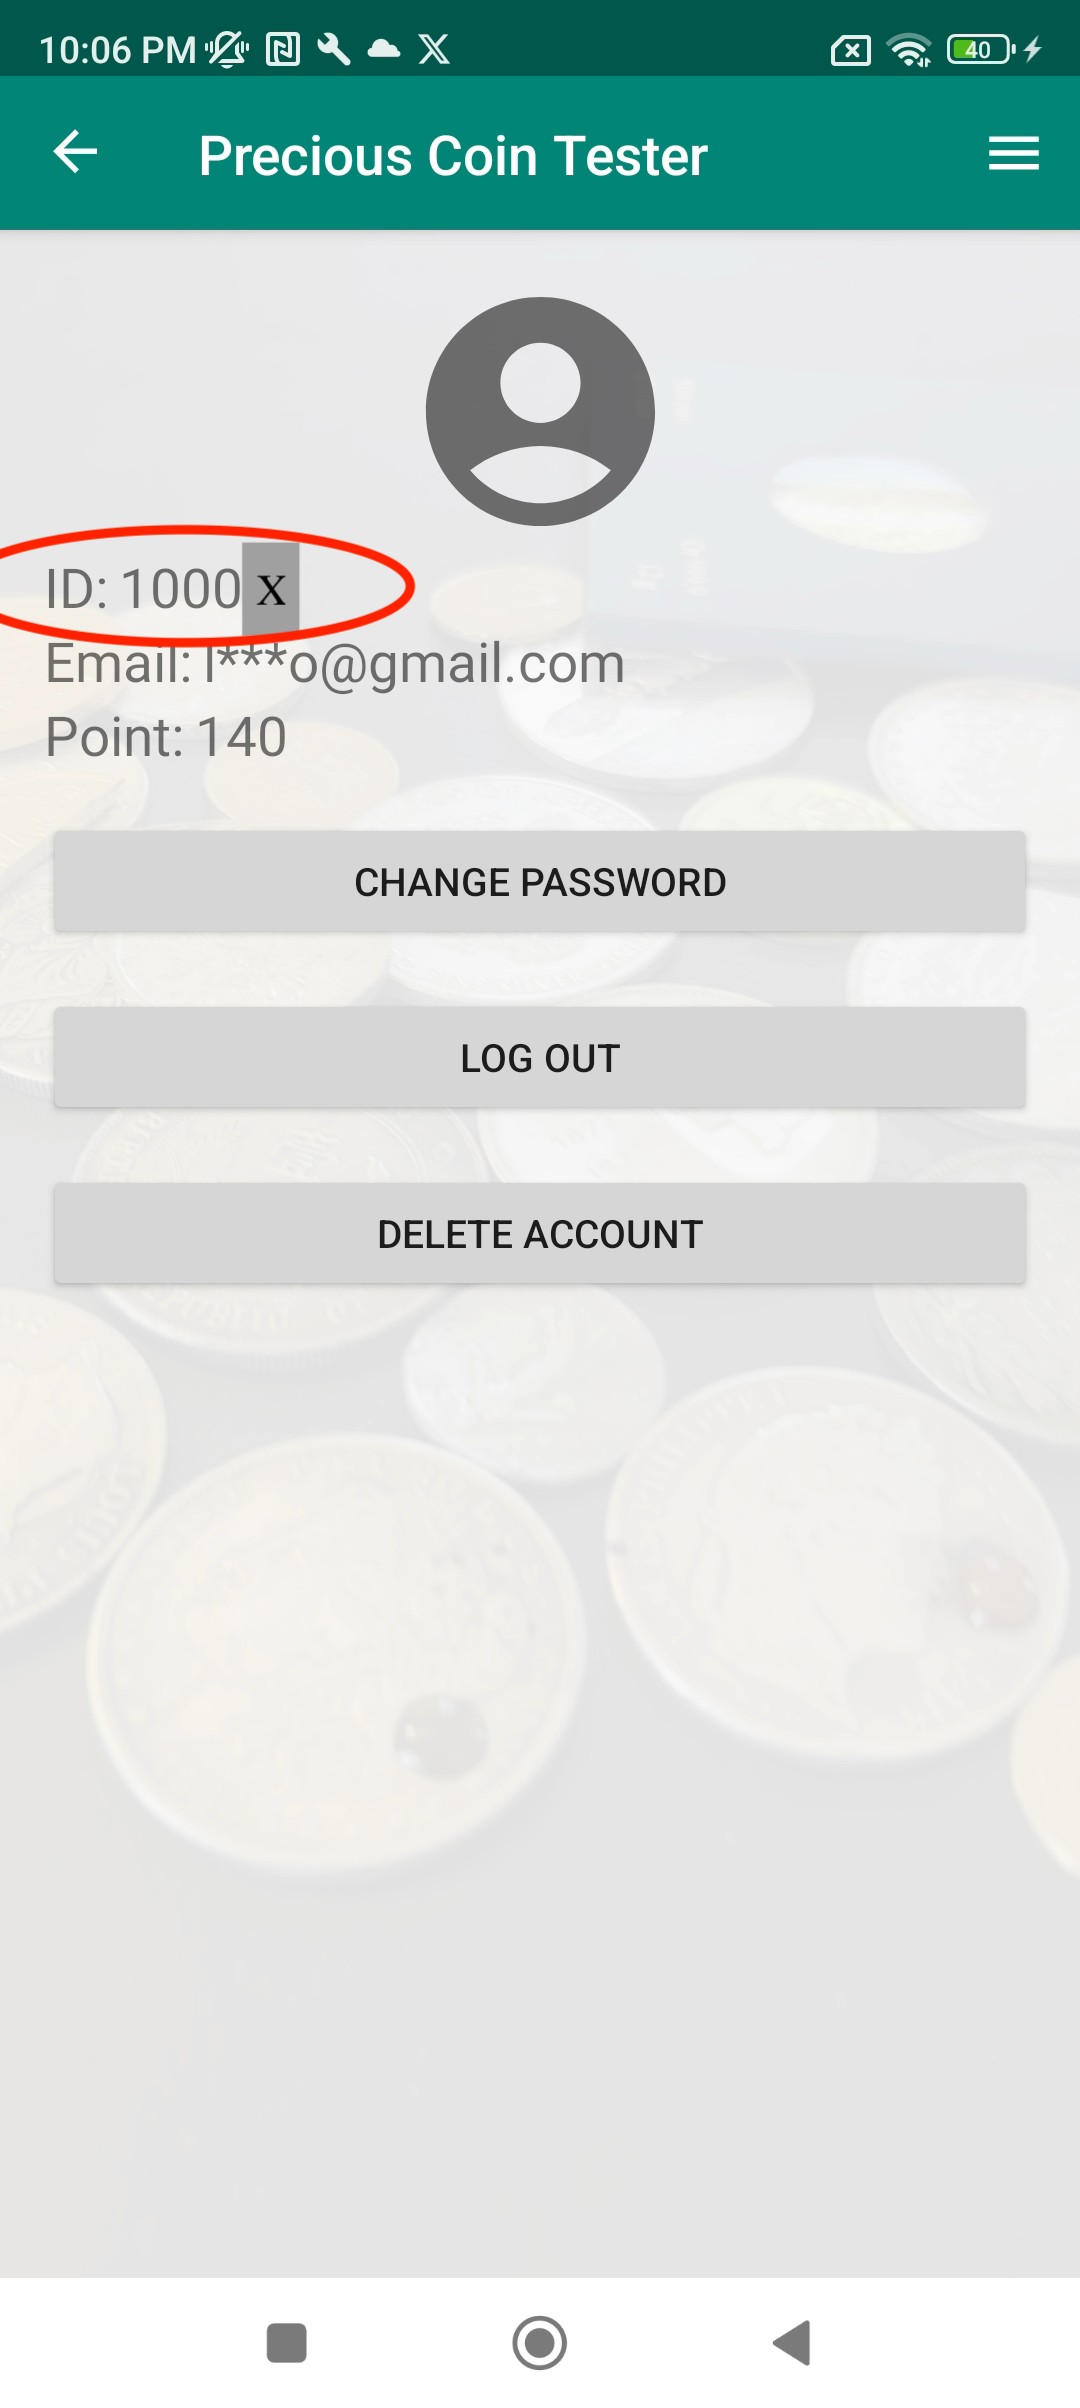 10:06 PM
40
Precious Coin Tester
ID: 1000 X
Email: l***o@gmail.com
Point: 140
CHANGE PASSWORD
LOG OUT
DELETE ACCOUNT